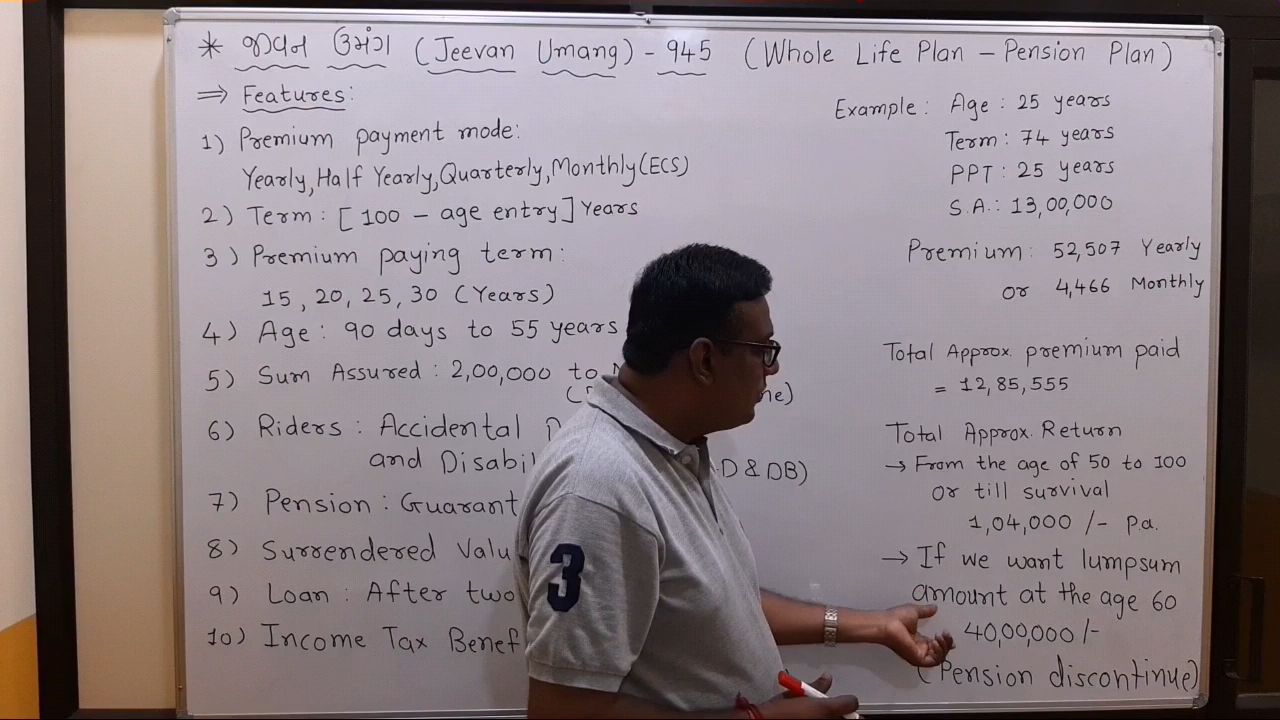 * જીવન ઉમંગ (Jeevan Umang) - 945 (Whole Life Plan - Pension Plan)
⇒ Features:
1) Premium payment mode:
Yearly, Half Yearly, Quarterly, Monthly(ECS)
2) Term: [100 - age entry] Years
3) Premium paying term:
15, 20, 25, 30 (Years)
4) Age: 90 days to 55 years
5) Sum Assured: 2,00,000 to
6) Riders: Accidental
and D & DB)
7) Pension:
8) Surrendered
9) Loan: After two
10) Income Tax
Example: Age: 25 years
Term: 74 years
PPT: 25 years
S.A.: 13,00,000
Premium: 52,507 Yearly
or 4,466 Monthly
Total Approx. premium paid
= 12,85,555
Total Approx. Return
→ From the age of 50 to 100
or till survival
1,04,000 /- p.a.
→ If we want lumpsum
amount at the age 60
40,00,000 /-
(Pension discontinue)
3